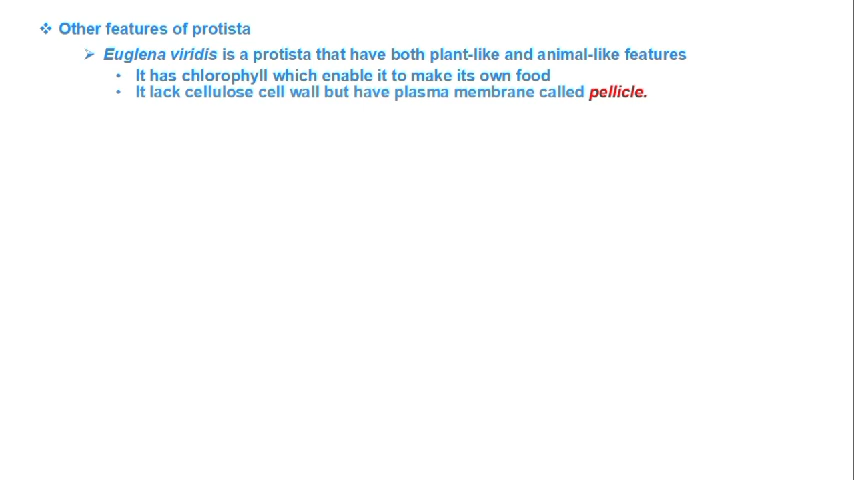 ❖ Other features of protista
➢ Euglena viridis is a protista that have both plant-like and animal-like features
• It has chlorophyll which enable it to make its own food
• It lack cellulose cell wall but have plasma membrane called pellicle.